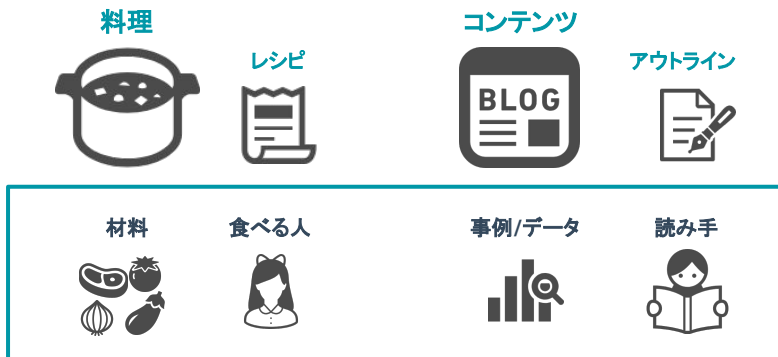 料理
レシピ
コンテンツ
アウトライン
BLOG
材料
食べる人
事例/データ
読み手